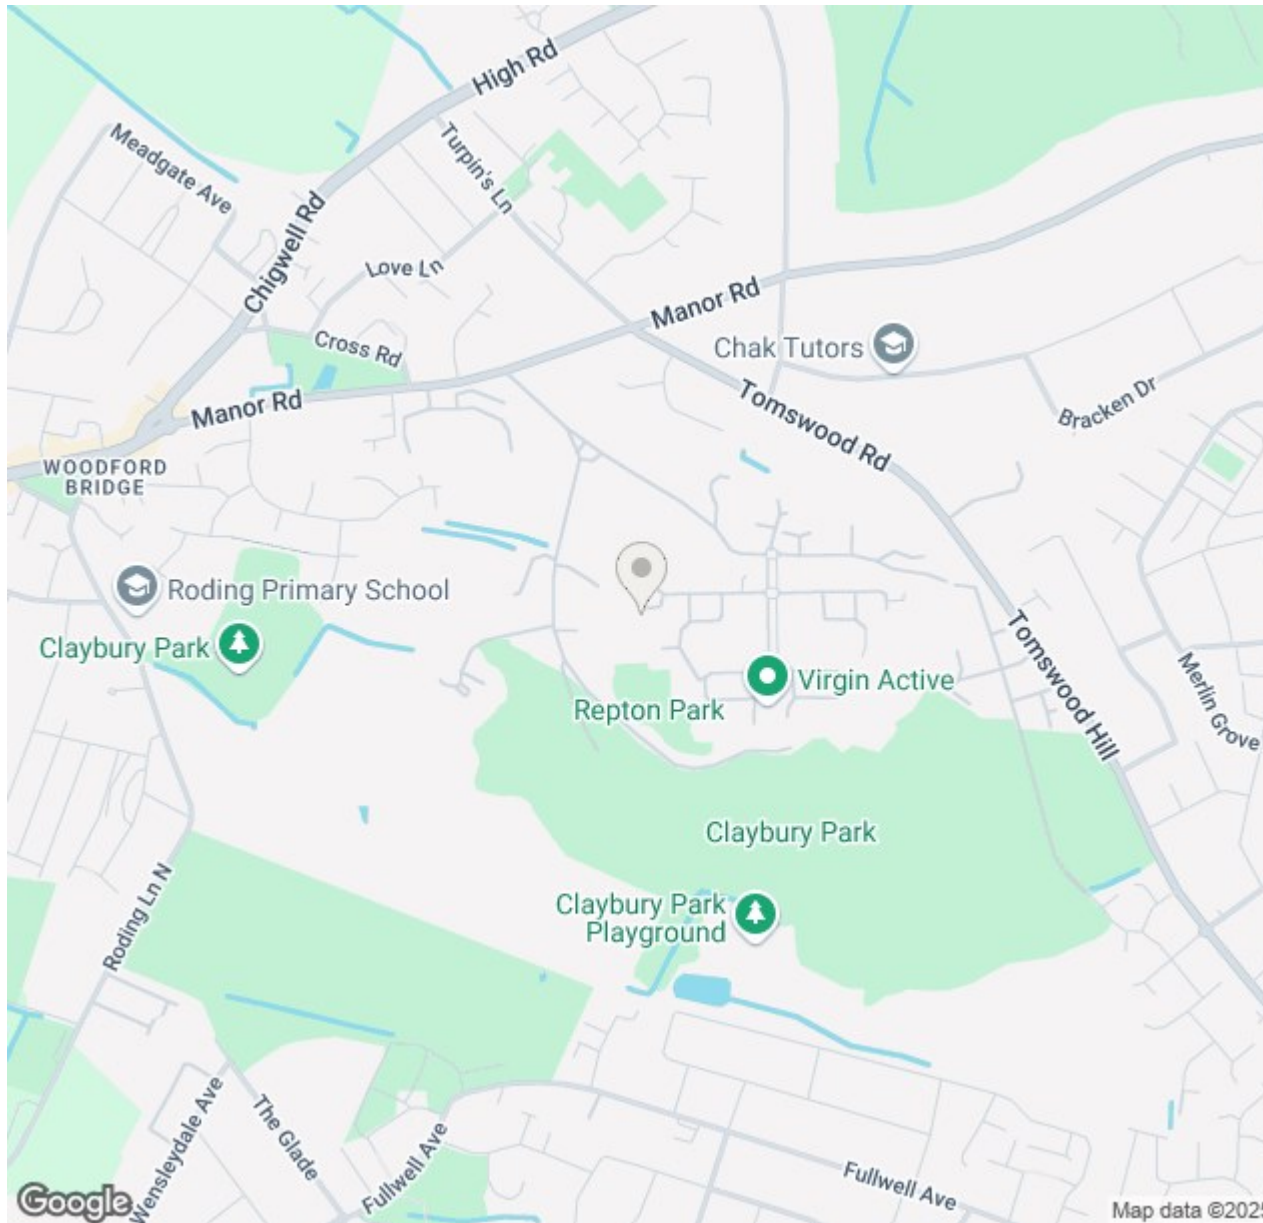 High Rd
Meadgate Ave
Turpin's Ln
Chigwell Rd
Love Ln
Manor Rd
Cross Rd
Chak Tutors
Manor Rd
Tomswood Rd
Bracken Dr
WOODFORD
BRIDGE
Roding Primary School
Claybury Park
Tomswood Hill
Merlin Grove
Virgin Active
Repton Park
Claybury Park
Roding Ln N
Claybury Park
Playground
Wensleydale Ave
The Glade
Fullwell Ave
Fullwell Ave
Google
Map data ©2025